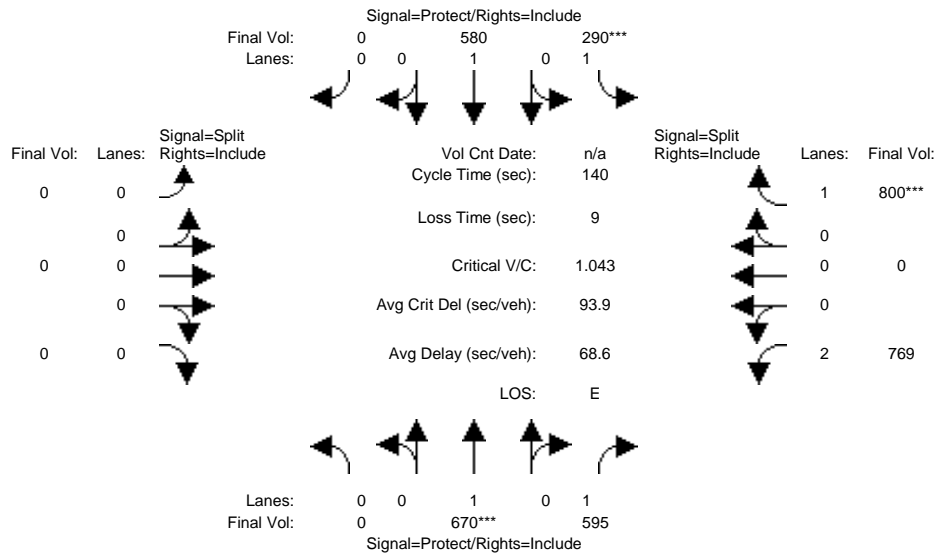 Signal=Protect/Rights=Include
Final Vol: 0 580 290***
Lanes: 0 0 1 0 1
Signal=Split Signal=Split
Final Vol: Lanes: Rights=Include Vol Cnt Date: n/a Rights=Include Lanes: Final Vol:
Cycle Time (sec): 140
0 0 1 800***
Loss Time (sec): 9
0 0
0 0 Critical V/C: 1.043 0 0
0 Avg Crit Del (sec/veh): 93.9 0
0 0 Avg Delay (sec/veh): 68.6 2 769
LOS: E
Lanes: 0 0 1 0 1
Final Vol: 0 670*** 595
Signal=Protect/Rights=Include